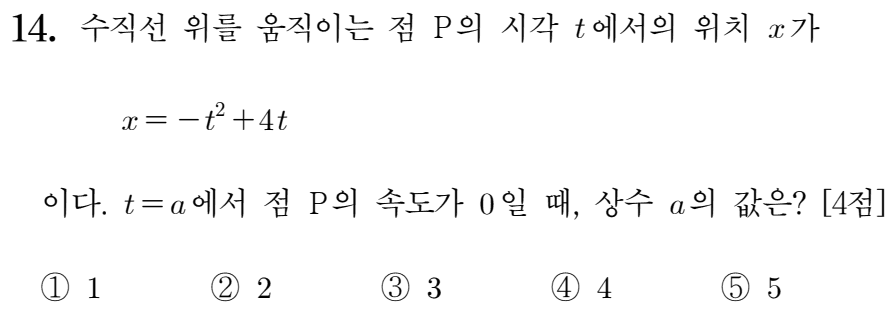 14. 수직선 위를 움직이는 점 P의 시각 t에서의 위치 x가
x = −t² + 4t
이다. t = a에서 점 P의 속도가 0일 때, 상수 a의 값은? [4점]
① 1 ② 2 ③ 3 ④ 4 ⑤ 5